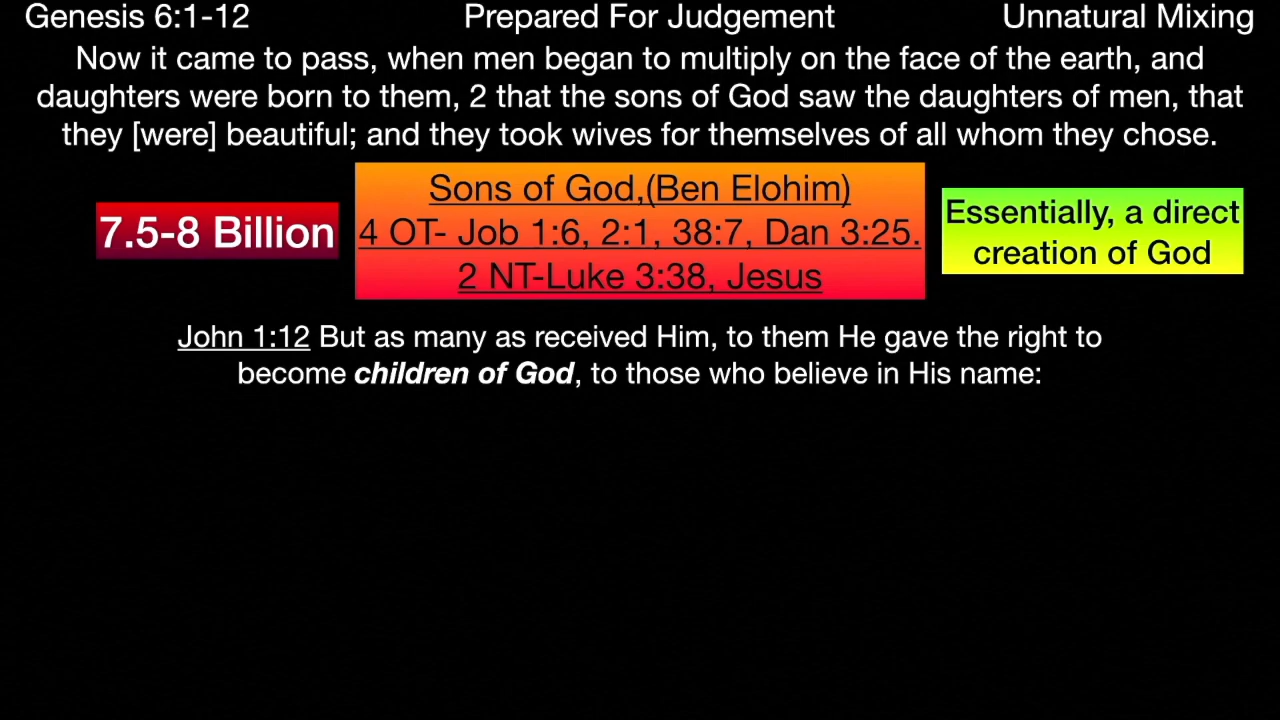 Genesis 6:1-12 Prepared For Judgement Unnatural Mixing
Now it came to pass, when men began to multiply on the face of the earth, and
daughters were born to them, 2 that the sons of God saw the daughters of men, that
they [were] beautiful; and they took wives for themselves of all whom they chose.
7.5-8 Billion
Sons of God,(Ben Elohim)
4 OT- Job 1:6, 2:1, 38:7, Dan 3:25.
2 NT-Luke 3:38, Jesus
Essentially, a direct
creation of God
John 1:12 But as many as received Him, to them He gave the right to
become children of God, to those who believe in His name: